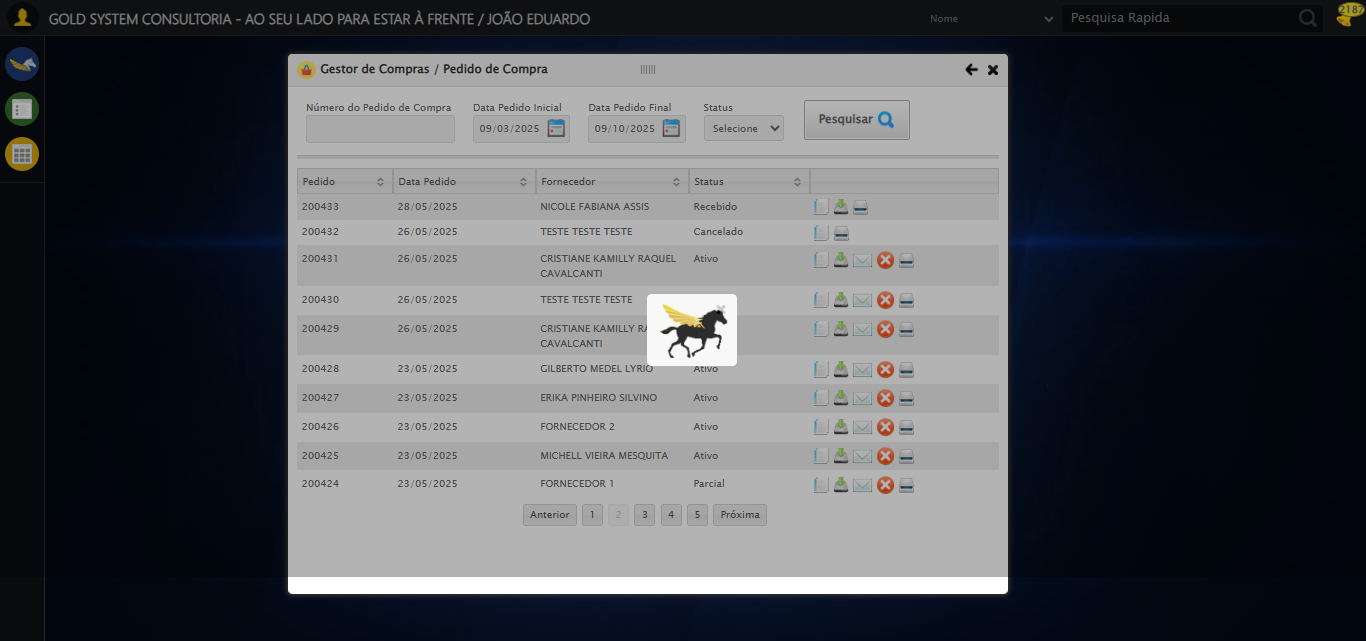 GOLD SYSTEM CONSULTORIA - AO SEU LADO PARA ESTAR À FRENTE / JOÃO EDUARDO
Nome
Pesquisa Rapida
2187
Gestor de Compras / Pedido de Compra
Número do Pedido de Compra
Data Pedido Inicial
Data Pedido Final
Status
09/03/2025
09/10/2025
Selecione
Pesquisar
Pedido Data Pedido Fornecedor Status
200433 28/05/2025 NICOLE FABIANA ASSIS Recebido
200432 26/05/2025 TESTE TESTE TESTE Cancelado
200431 26/05/2025 CRISTIANE KAMILLY RAQUEL Ativo
CAVALCANTI
200430 26/05/2025 TESTE TESTE TESTE
200429 26/05/2025 CRISTIANE KAMILLY Ativo
CAVALCANTI
200428 23/05/2025 GILBERTO MEDEL LYRIO Ativo
200427 23/05/2025 ERIKA PINHEIRO SILVINO Ativo
200426 23/05/2025 FORNECEDOR 2 Ativo
200425 23/05/2025 MICHELL VIEIRA MESQUITA Ativo
200424 23/05/2025 FORNECEDOR 1 Parcial
Anterior 1 2 3 4 5 Próxima